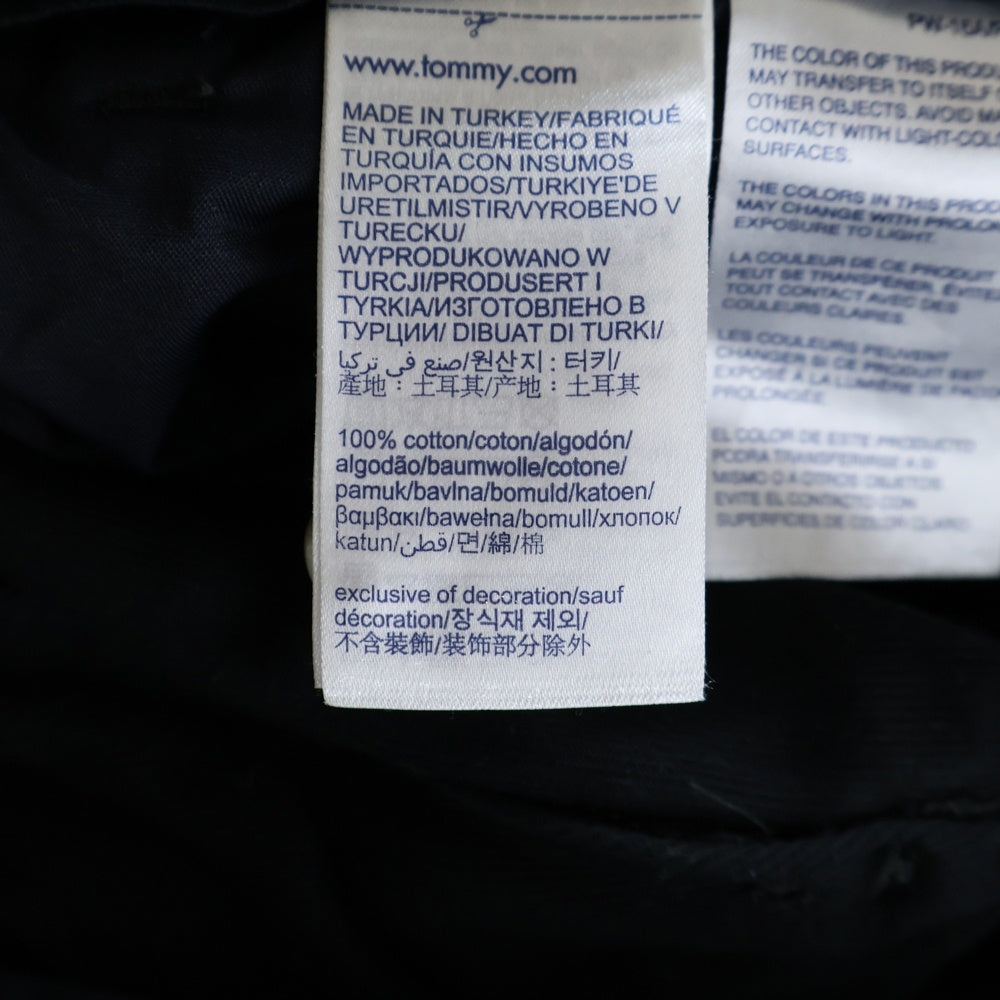 www.tommy.com
MADE IN TURKEY/FABRIQUÉ
EN TURQUIE/HECHO EN
TURQUÍA CON INSUMOS
IMPORTADOS/TURKIYE'DE
URETILMISTIR/VYROBENO V
TURECKU/
WYPRODUKOWANO W
TURCJI/PRODUSERT I
TYRKIA/ИЗГОТОВЛЕНО В
ТУРЦИИ/ DIBUAT DI TURKI/
صنع في تركيا/원산지 : 터키/
產地：土耳其/产地：土耳其
100% cotton/coton/algodón/
algodão/baumwolle/cotone/
pamuk/bavlna/bomuld/katoen/
βαμβακι/bawełna/bomull/хлопок/
katun/قطن/면/綿/棉
exclusive of decoration/sauf
décoration/장식재 제외/
不含裝飾/装饰部分除外
THE COLOR OF THIS
MAY TRANSFER TO ITSELF
OTHER OBJECTS. AVOID
CONTACT WITH
SURFACES.
THE COLORS IN THIS
MAY CHANGE WITH
EXPOSURE TO LIGHT.
LA COULEUR DE CE PRODUIT
PEUT SE TRANSFÉRER.
TOUT CONTACT AVEC DES
COULEURS CLAIRES.
LES COULEURS PEUVENT
CHANGER SI CE PRODUIT EST
EXPOSÉ À LA LUMIÈRE DE
PROLONGÉE
EL COLOR DE ESTE PRODUCTO
PODRA TRANSFERIRSE A SI
MISMO O A OTROS OBJETOS
EVITE EL CONTACTO CON
SUPERFICIES DE COLOR CLARO